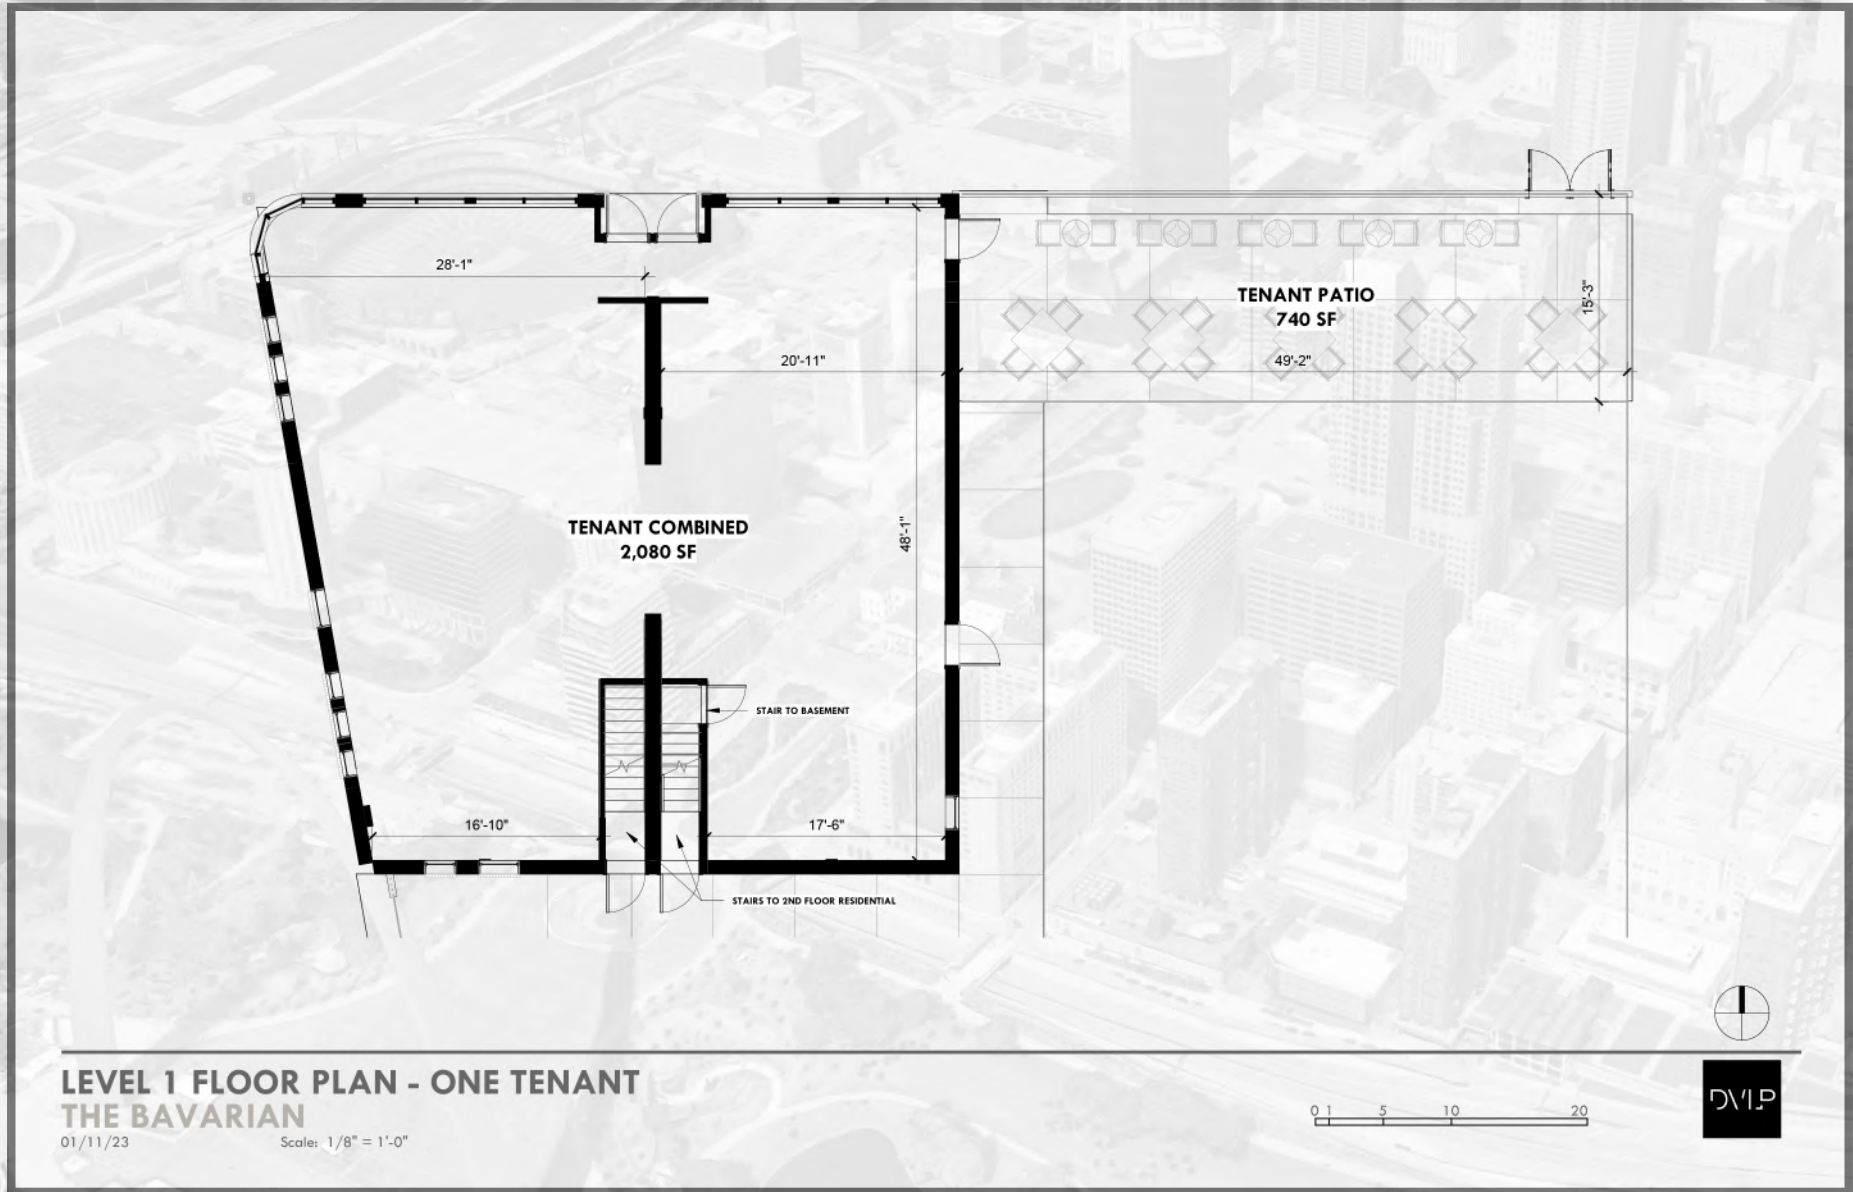 28'-1"
TENANT PATIO
740 SF
15'-3"
20'-11"
49'-2"
TENANT COMBINED
2,080 SF
48'-1"
STAIR TO BASEMENT
16'-10"
17'-6"
STAIRS TO 2ND FLOOR RESIDENTIAL
LEVEL 1 FLOOR PLAN - ONE TENANT
THE BAVARIAN
01/11/23 Scale: 1/8" = 1'-0"
0 1 5 10 20
DVLP